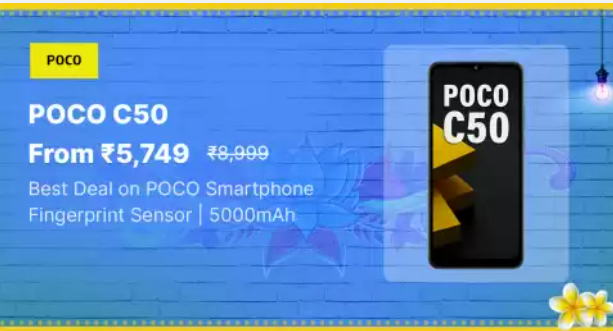 POCO
POCO C50
From ₹5,749 ₹8,999
Best Deal on POCO Smartphone
Fingerprint Sensor | 5000mAh
POCO
C50